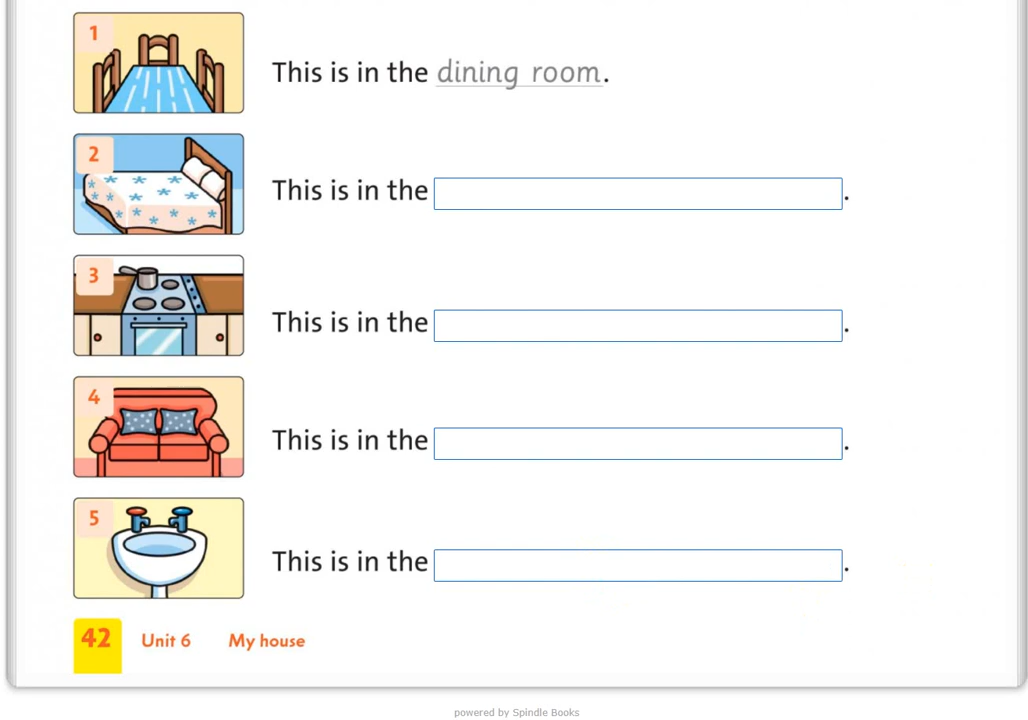 1
This is in the dining room.
2
This is in the .
3
This is in the .
4
This is in the .
5
This is in the .
42 Unit 6 My house
powered by Spindle Books